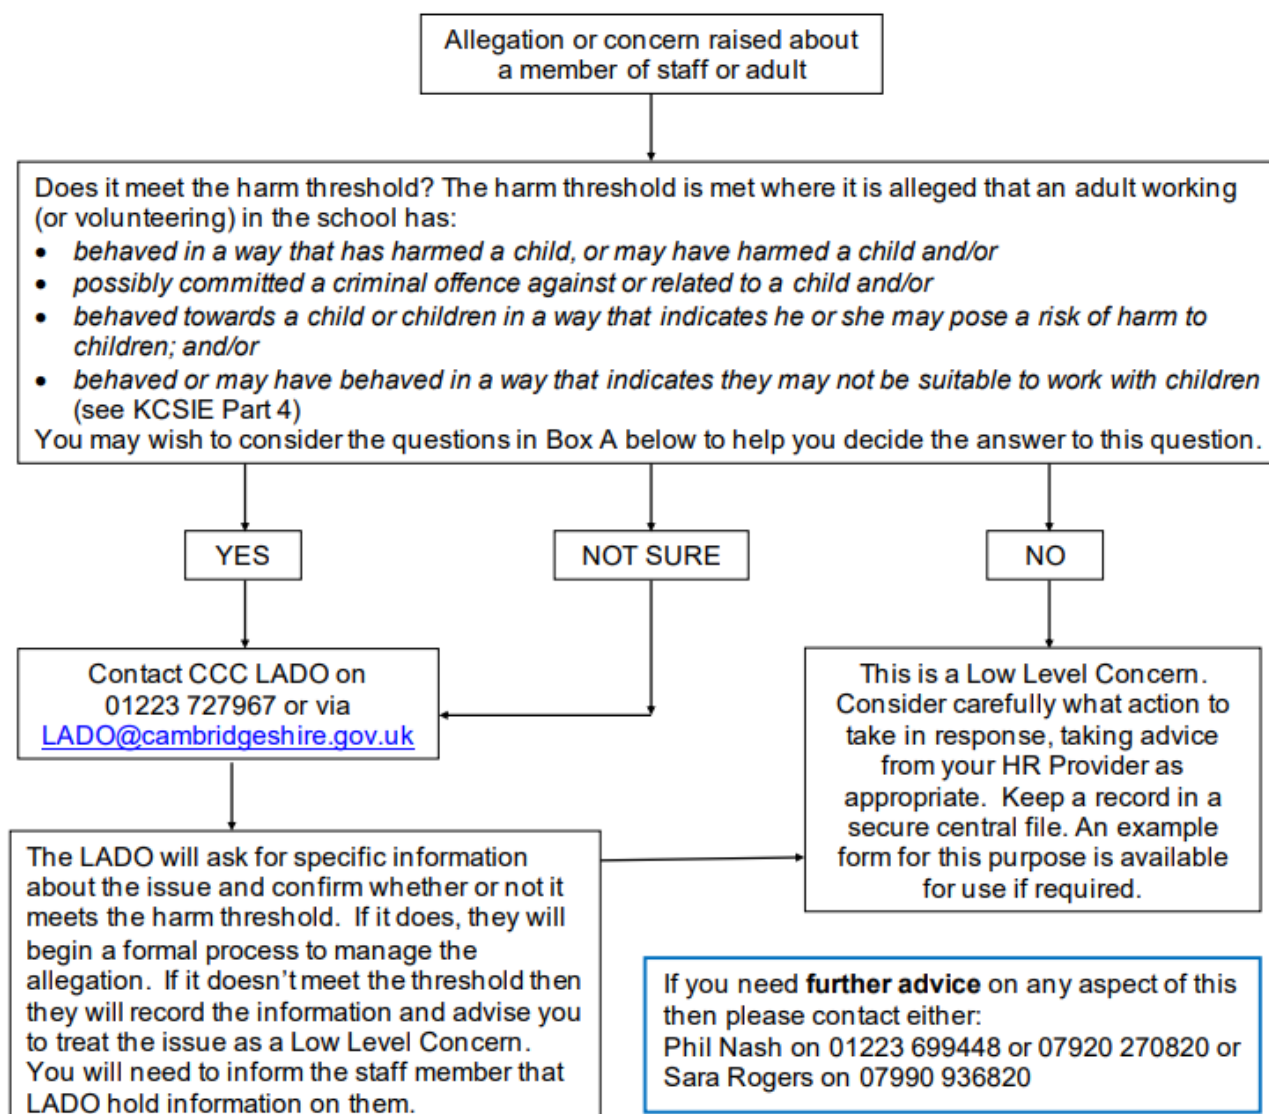 Allegation or concern raised about
a member of staff or adult
Does it meet the harm threshold? The harm threshold is met where it is alleged that an adult working
(or volunteering) in the school has:
• behaved in a way that has harmed a child, or may have harmed a child and/or
• possibly committed a criminal offence against or related to a child and/or
• behaved towards a child or children in a way that indicates he or she may pose a risk of harm to
children; and/or
• behaved or may have behaved in a way that indicates they may not be suitable to work with children
(see KCSIE Part 4)
You may wish to consider the questions in Box A below to help you decide the answer to this question.
YES
NOT SURE
NO
Contact CCC LADO on
01223 727967 or via
LADO@cambridgeshire.gov.uk
This is a Low Level Concern.
Consider carefully what action to
take in response, taking advice
from your HR Provider as
appropriate. Keep a record in a
secure central file. An example
form for this purpose is available
for use if required.
The LADO will ask for specific information
about the issue and confirm whether or not it
meets the harm threshold. If it does, they will
begin a formal process to manage the
allegation. If it doesn't meet the threshold then
they will record the information and advise you
to treat the issue as a Low Level Concern.
You will need to inform the staff member that
LADO hold information on them.
If you need further advice on any aspect of this
then please contact either:
Phil Nash on 01223 699448 or 07920 270820 or
Sara Rogers on 07990 936820